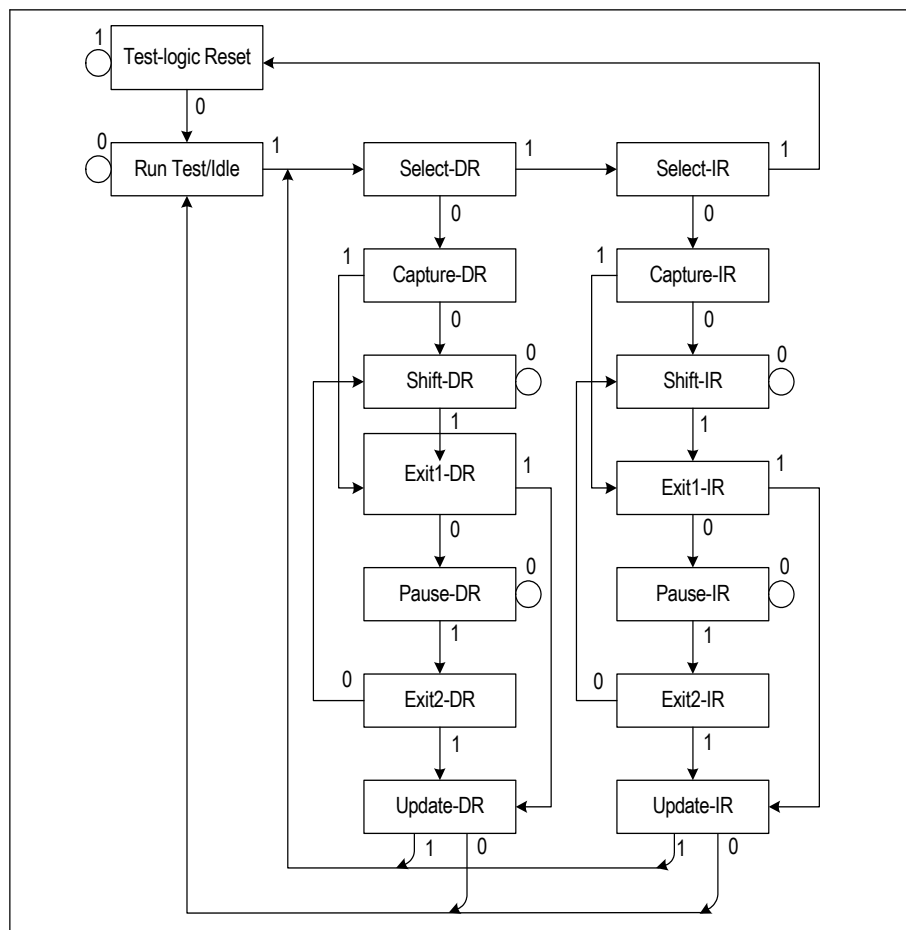 1
Test-logic Reset
0
0
Run Test/Idle
1
Select-DR
1
Select-IR
1
0
0
1
Capture-DR
1
Capture-IR
0
0
Shift-DR
0
Shift-IR
0
1
1
Exit1-DR
1
Exit1-IR
1
0
0
Pause-DR
0
Pause-IR
0
1
1
0
Exit2-DR
0
Exit2-IR
1
1
Update-DR
Update-IR
1
0
1
0